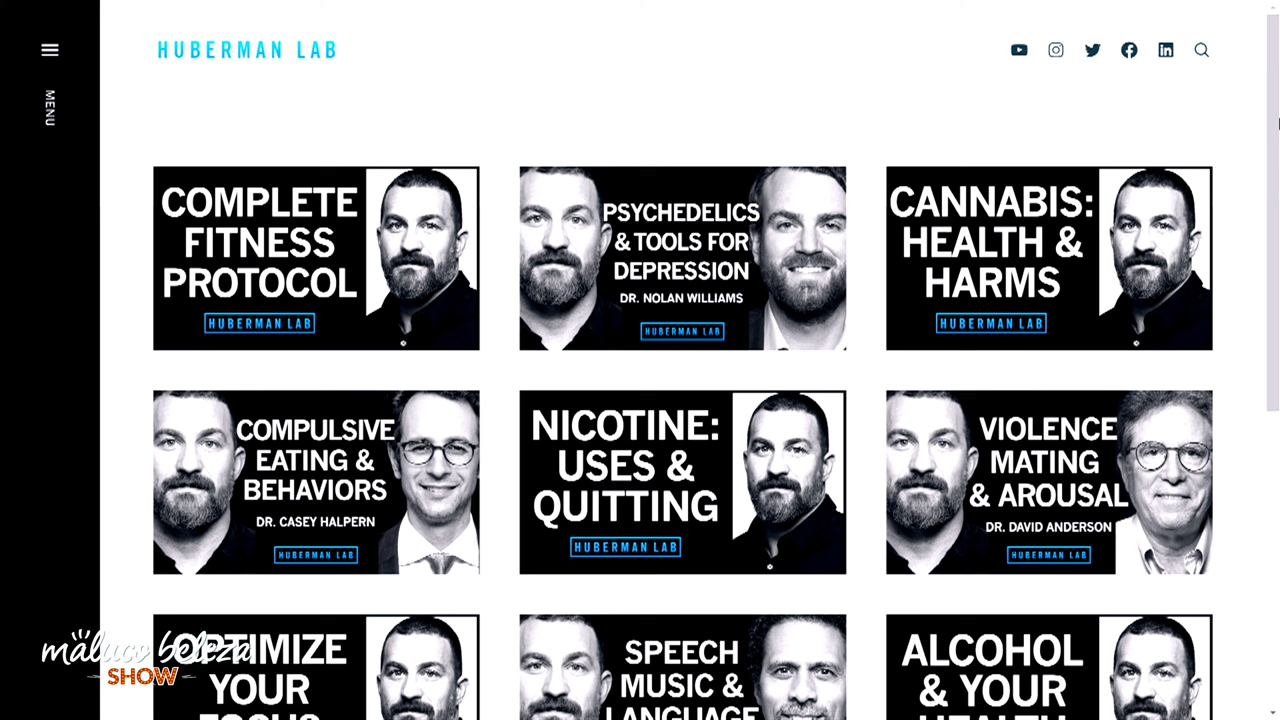 HUBERMAN LAB
MENU
COMPLETE
FITNESS
PROTOCOL
HUBERMAN LAB
PSYCHEDELICS
& TOOLS FOR
DEPRESSION
DR. NOLAN WILLIAMS
HUBERMAN LAB
CANNABIS:
HEALTH &
HARMS
HUBERMAN LAB
COMPULSIVE
EATING &
BEHAVIORS
DR. CASEY HALPERN
HUBERMAN LAB
NICOTINE:
USES &
QUITTING
HUBERMAN LAB
VIOLENCE
MATING
& AROUSAL
DR. DAVID ANDERSON
HUBERMAN LAB
OPTIMIZE
YOUR
FOCUS
SPEECH
MUSIC &
LANGUAGE
ALCOHOL
& YOUR
HEALTH
maluco beleza
SHOW